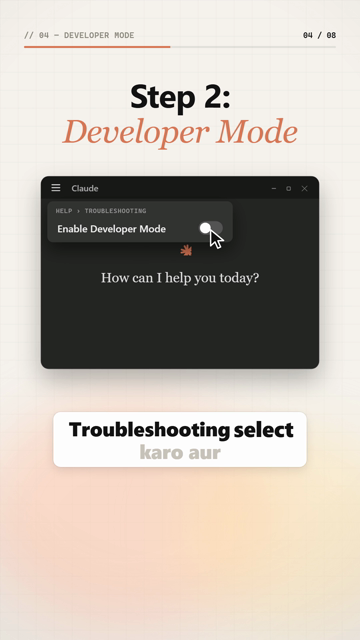 // 04 — DEVELOPER MODE
04 / 08
Step 2:
Developer Mode
Claude
HELP › TROUBLESHOOTING
Enable Developer Mode
How can I help you today?
Troubleshooting select
karo aur